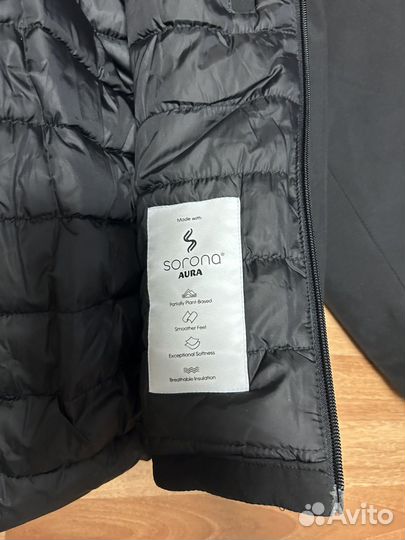 Made with
sorona®
AURA
Partially Plant-Based
Smoother Feel
Exceptional Softness
Breathable Insulation
Avito